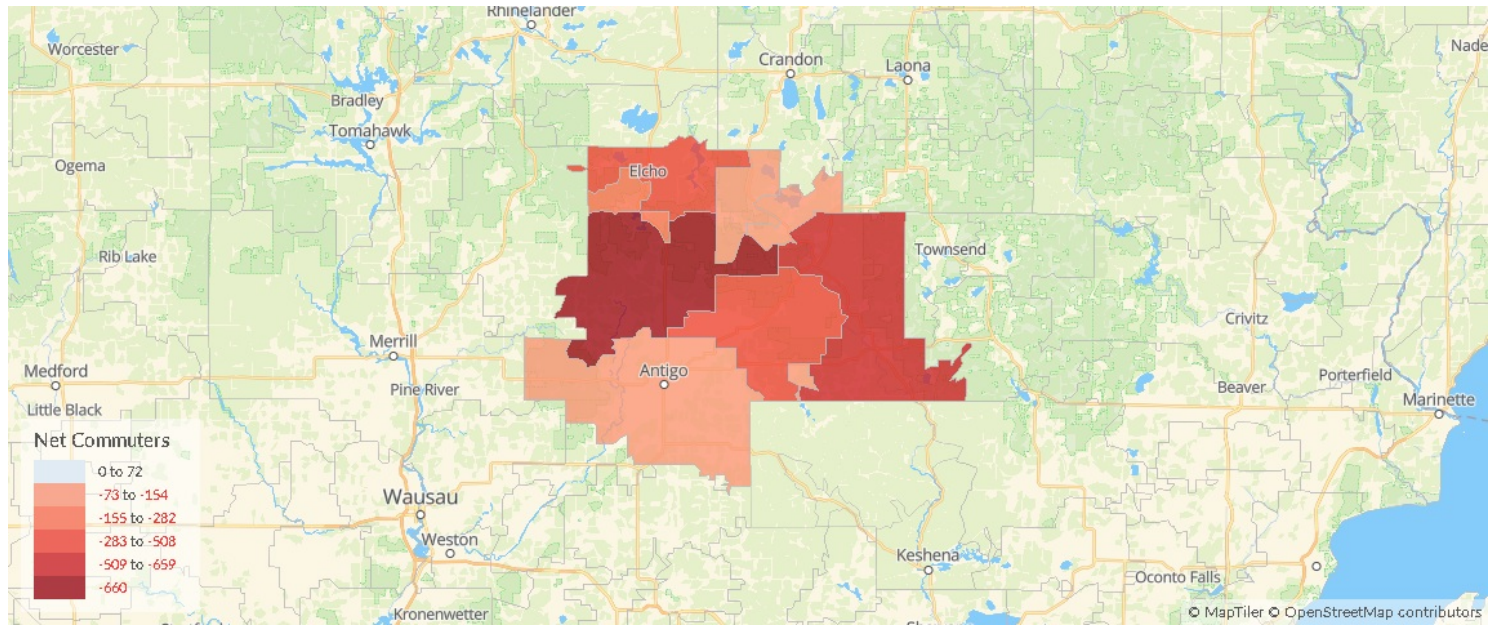 Rhinelander
Worcester
Nade
Crandon
Laona
Bradley
Tomahawk
Ogema
Elcho
Townsend
Rib Lake
Crivitz
Merrill
Medford
Antigo
Porterfield
Pine River
Beaver
Little Black
Marinette
Net Commuters
0 to 72
-73 to -154
-155 to -282
-283 to -508
-509 to -659
-660
Wausau
Weston
Keshena
Oconto Falls
Kronenwetter
© MapTiler © OpenStreetMap contributors